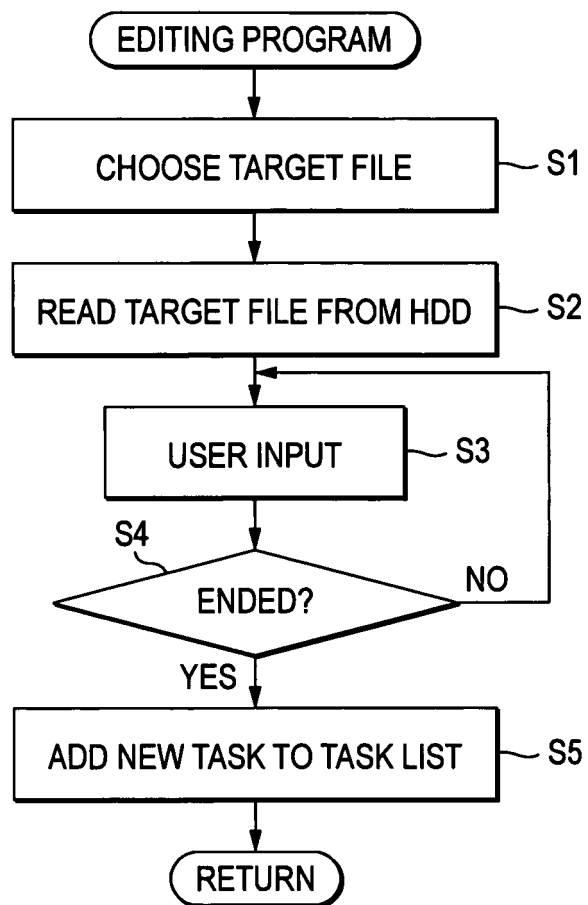 EDITING PROGRAM
CHOOSE TARGET FILE
S1
READ TARGET FILE FROM HDD
S2
USER INPUT
S3
S4
ENDED?
NO
YES
ADD NEW TASK TO TASK LIST
S5
RETURN